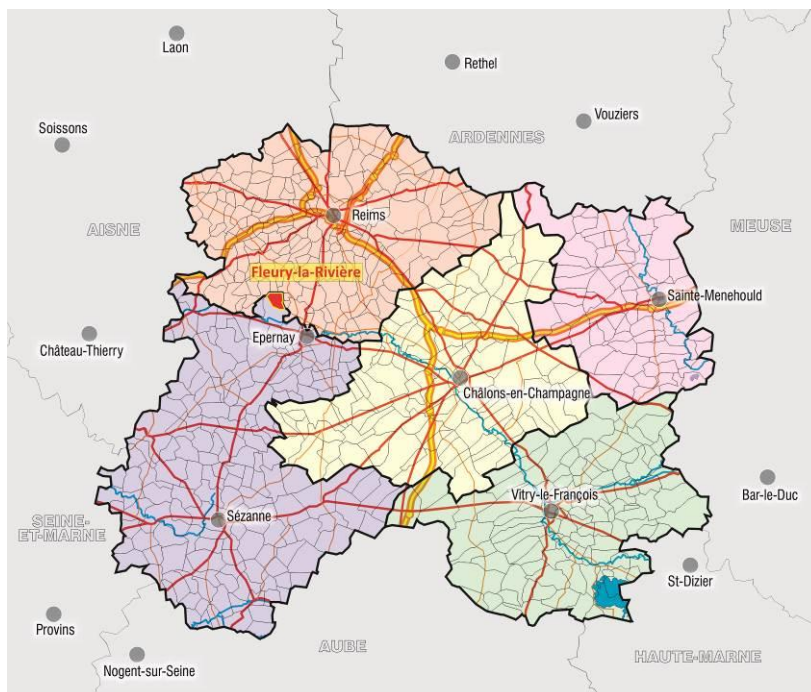 Laon
Rethel
Vouziers
Soissons
ARDENNES
Reims
MEUSE
AISNE
Fleury-la-Rivière
Sainte-Menehould
Epernay
Château-Thierry
Châlons-en-Champagne
Vitry-le-François
Bar-le-Duc
Sézanne
SEINE-
ET-MARNE
St-Dizier
Provins
AUBE
HAUTE-MARNE
Nogent-sur-Seine